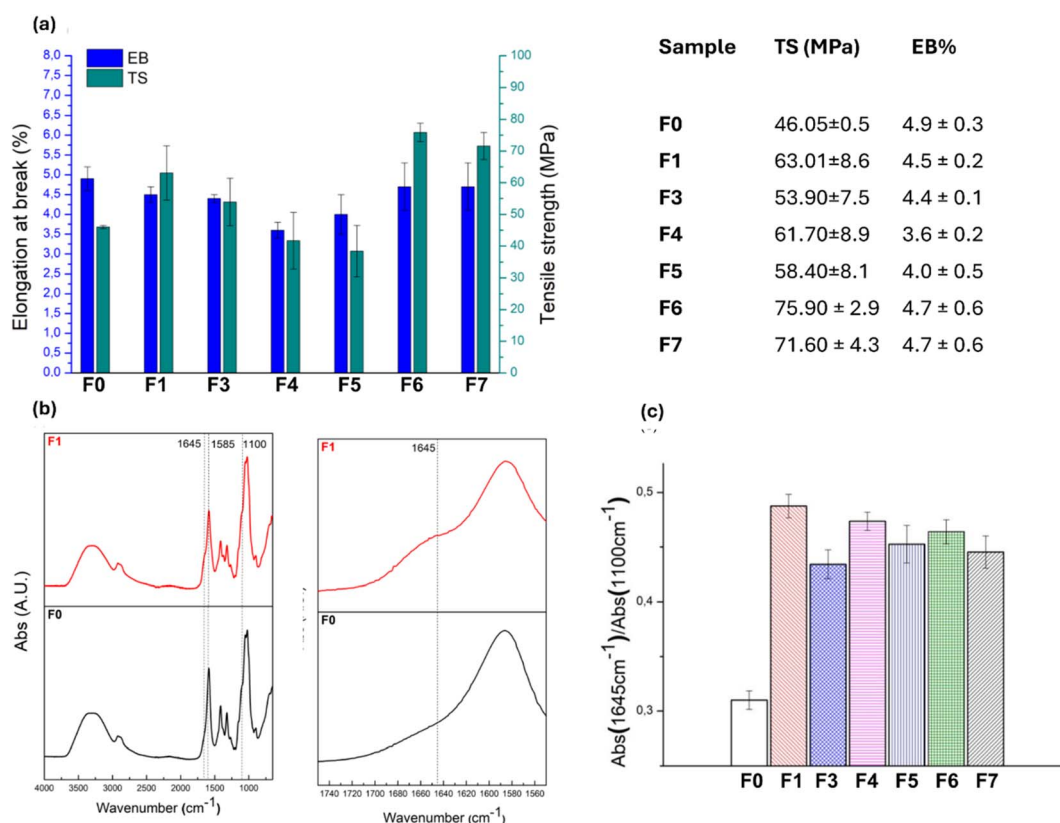 (a)
EB
TS
Elongation at break (%)
8,0
7,5
7,0
6,5
6,0
5,5
5,0
4,5
4,0
3,5
3,0
2,5
2,0
1,5
1,0
0,5
0,0
100
90
80
70
60
50
40
30
20
10
0
Tensile strength (MPa)
F0 F1 F3 F4 F5 F6 F7
Sample TS (MPa) EB%
F0 46.05±0.5 4.9 ± 0.3
F1 63.01±8.6 4.5 ± 0.2
F3 53.90±7.5 4.4 ± 0.1
F4 61.70±8.9 3.6 ± 0.2
F5 58.40±8.1 4.0 ± 0.5
F6 75.90 ± 2.9 4.7 ± 0.6
F7 71.60 ± 4.3 4.7 ± 0.6
(b)
F1
1645 1585 1100
F0
Abs (A.U.)
4000 3500 3000 2500 2000 1500 1000
Wavenumber (cm-1)
F1
1645
F0
1740 1720 1700 1680 1660 1640 1620 1600 1580 1560
Wavenumber (cm-1)
(c)
Abs(1645cm-1)/Abs(1100cm-1)
0,5
0,4
0,3
F0 F1 F3 F4 F5 F6 F7